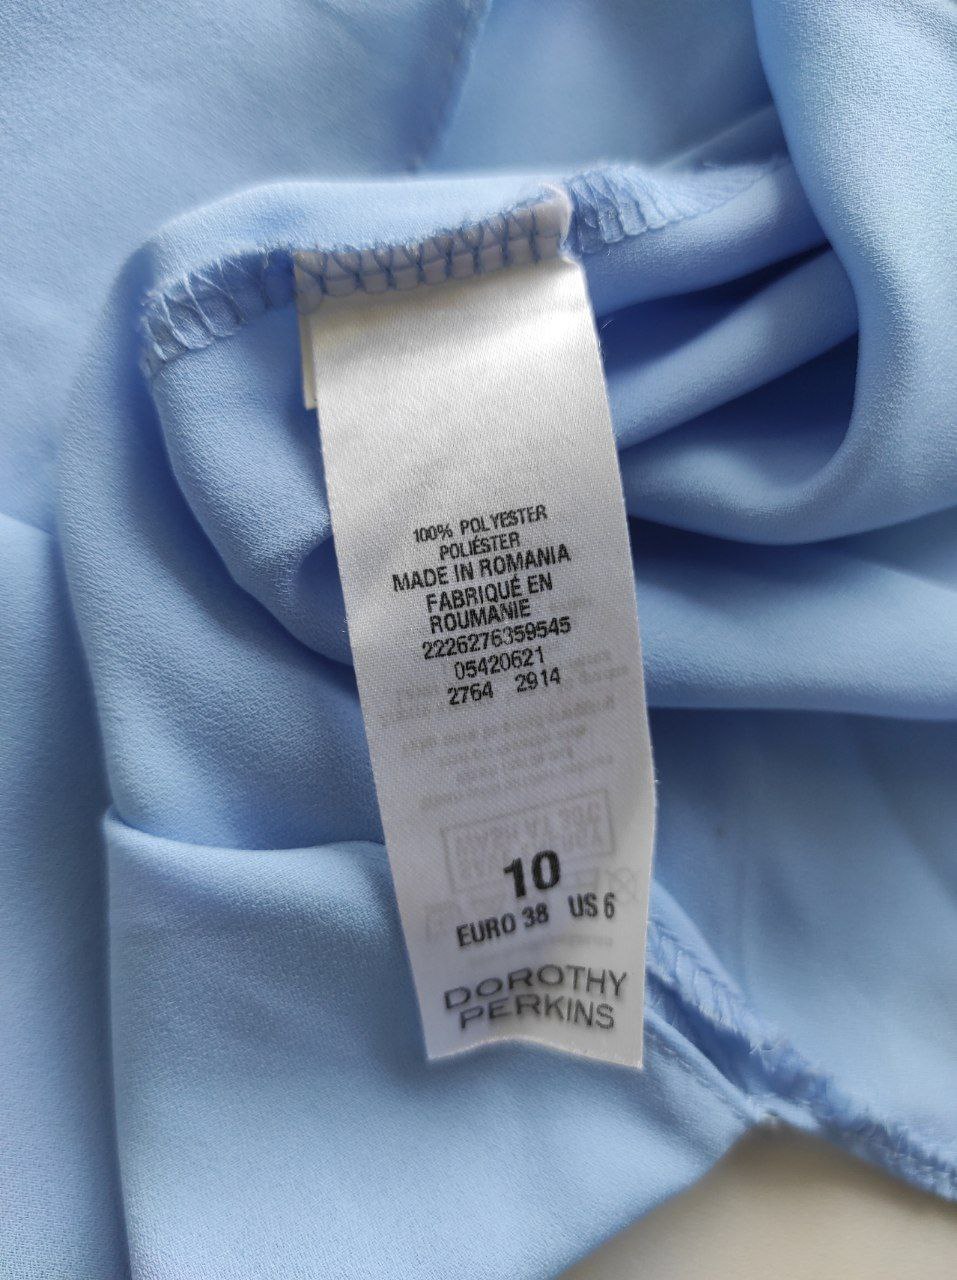 100% POLYESTER
POLIÉSTER
MADE IN ROMANIA
FABRIQUÉ EN
ROUMANIE
2226276359545
05420621
2764 2914
10
EURO 38 US 6
DOROTHY
PERKINS